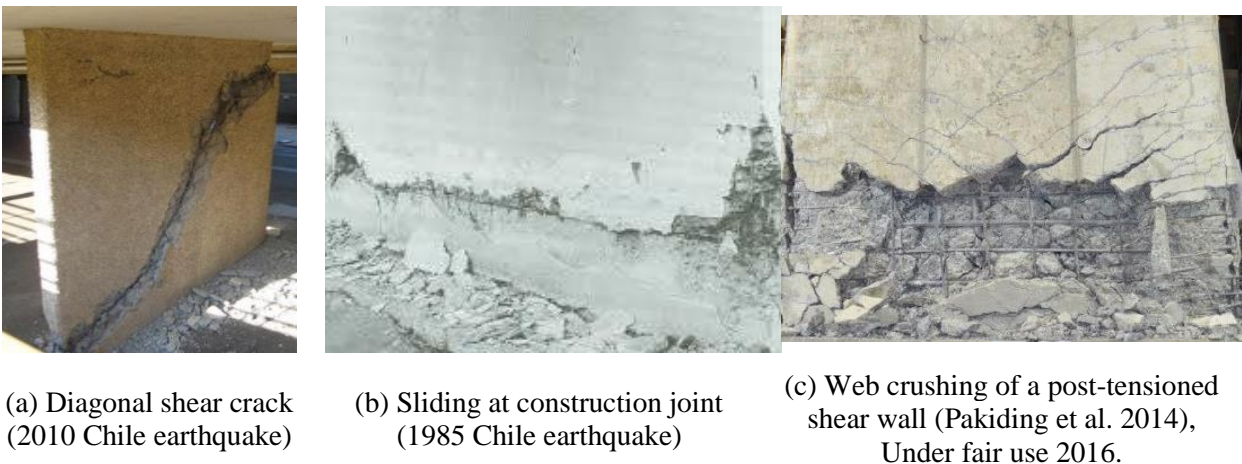 (a) Diagonal shear crack
(2010 Chile earthquake)
(b) Sliding at construction joint
(1985 Chile earthquake)
(c) Web crushing of a post-tensioned
shear wall (Pakiding et al. 2014),
Under fair use 2016.